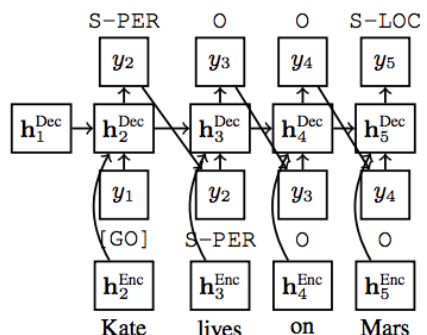 S-PER O O S-LOC
y₂ y₃ y₄ y₅
h₁ᴰᵉᶜ h₂ᴰᵉᶜ h₃ᴰᵉᶜ h₄ᴰᵉᶜ h₅ᴰᵉᶜ
y₁ y₂ y₃ y₄
[GO] S-PER O O
h₂ᴱⁿᶜ h₃ᴱⁿᶜ h₄ᴱⁿᶜ h₅ᴱⁿᶜ
Kate lives on Mars